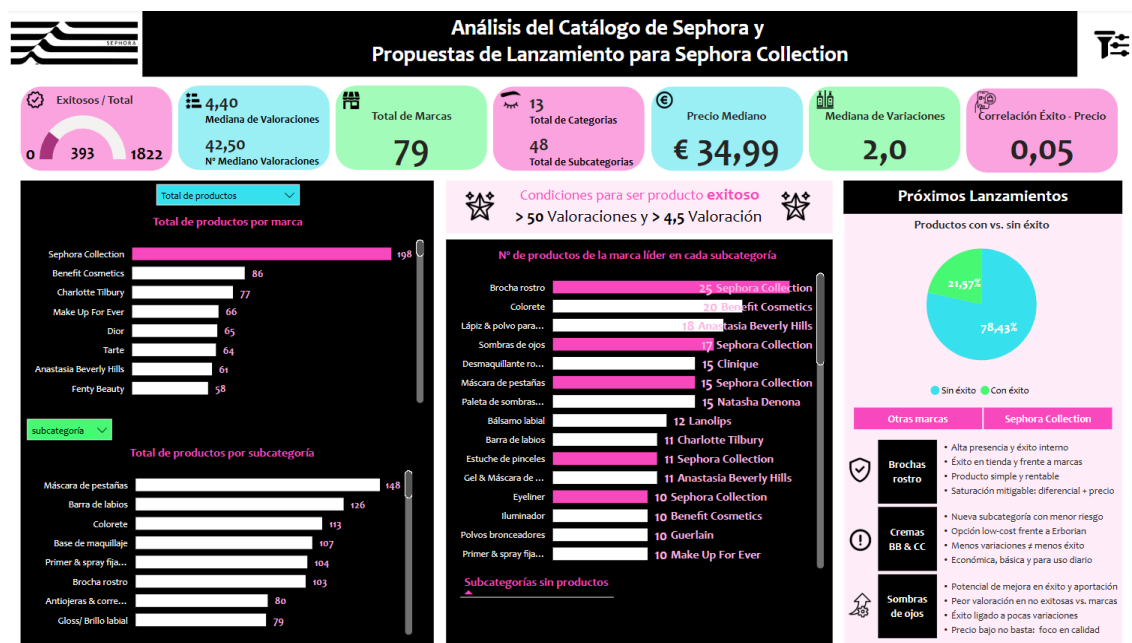 SEPHORA
Análisis del Catálogo de Sephora y
Propuestas de Lanzamiento para Sephora Collection
Exitosos / Total
0 393 1822
4,40
Mediana de Valoraciones
42,50
Nº Mediano Valoraciones
Total de Marcas
79
13
Total de Categorias
48
Total de Subcategorias
Precio Mediano
€ 34,99
Mediana de Variaciones
2,0
Correlación Éxito - Precio
0,05
Total de productos
Total de productos por marca
Sephora Collection 198
Benefit Cosmetics 86
Charlotte Tilbury 77
Make Up For Ever 66
Dior 65
Tarte 64
Anastasia Beverly Hills 61
Fenty Beauty 58
subcategoría
Total de productos por subcategoría
Máscara de pestañas 148
Barra de labios 126
Colorete 113
Base de maquillaje 107
Primer & spray fija... 104
Brocha rostro 103
Antiojeras & corre... 80
Gloss/ Brillo labial 79
Condiciones para ser producto exitoso
> 50 Valoraciones y > 4,5 Valoración
Nº de productos de la marca líder en cada subcategoría
Brocha rostro 25 Sephora Collection
Colorete 20 Benefit Cosmetics
Lápiz & polvo para... 18 Anastasia Beverly Hills
Sombras de ojos 17 Sephora Collection
Desmaquillante ro... 15 Clinique
Máscara de pestañas 15 Sephora Collection
Paleta de sombras... 15 Natasha Denona
Bálsamo labial 12 Lanolips
Barra de labios 11 Charlotte Tilbury
Estuche de pinceles 11 Sephora Collection
Gel & Máscara de ... 11 Anastasia Beverly Hills
Eyeliner 10 Sephora Collection
Iluminador 10 Benefit Cosmetics
Polvos bronceadores 10 Guerlain
Primer & spray fija... 10 Make Up For Ever
Subcategorías sin productos
Próximos Lanzamientos
Productos con vs. sin éxito
21,57%
78,43%
Sin éxito Con éxito
Otras marcas Sephora Collection
Brochas
rostro
• Alta presencia y éxito interno
• Éxito en tienda y frente a marcas
• Producto simple y rentable
• Saturación mitigable: diferencial + precio
Cremas
BB & CC
• Nueva subcategoría con menor riesgo
• Opción low-cost frente a Erborian
• Menos variaciones ≠ menos éxito
• Económica, básica y para uso diario
Sombras
de ojos
• Potencial de mejora en éxito y aportación
• Peor valoración en no exitosas vs. marcas
• Éxito ligado a pocas variaciones
• Precio bajo no basta: foco en calidad